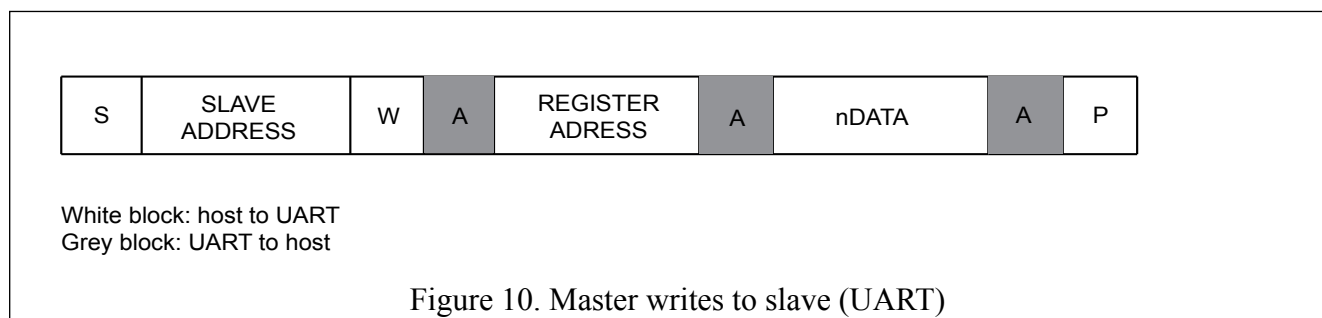 S SLAVE ADDRESS W A REGISTER ADRESS A nDATA A P
White block: host to UART
Grey block: UART to host
Figure 10. Master writes to slave (UART)